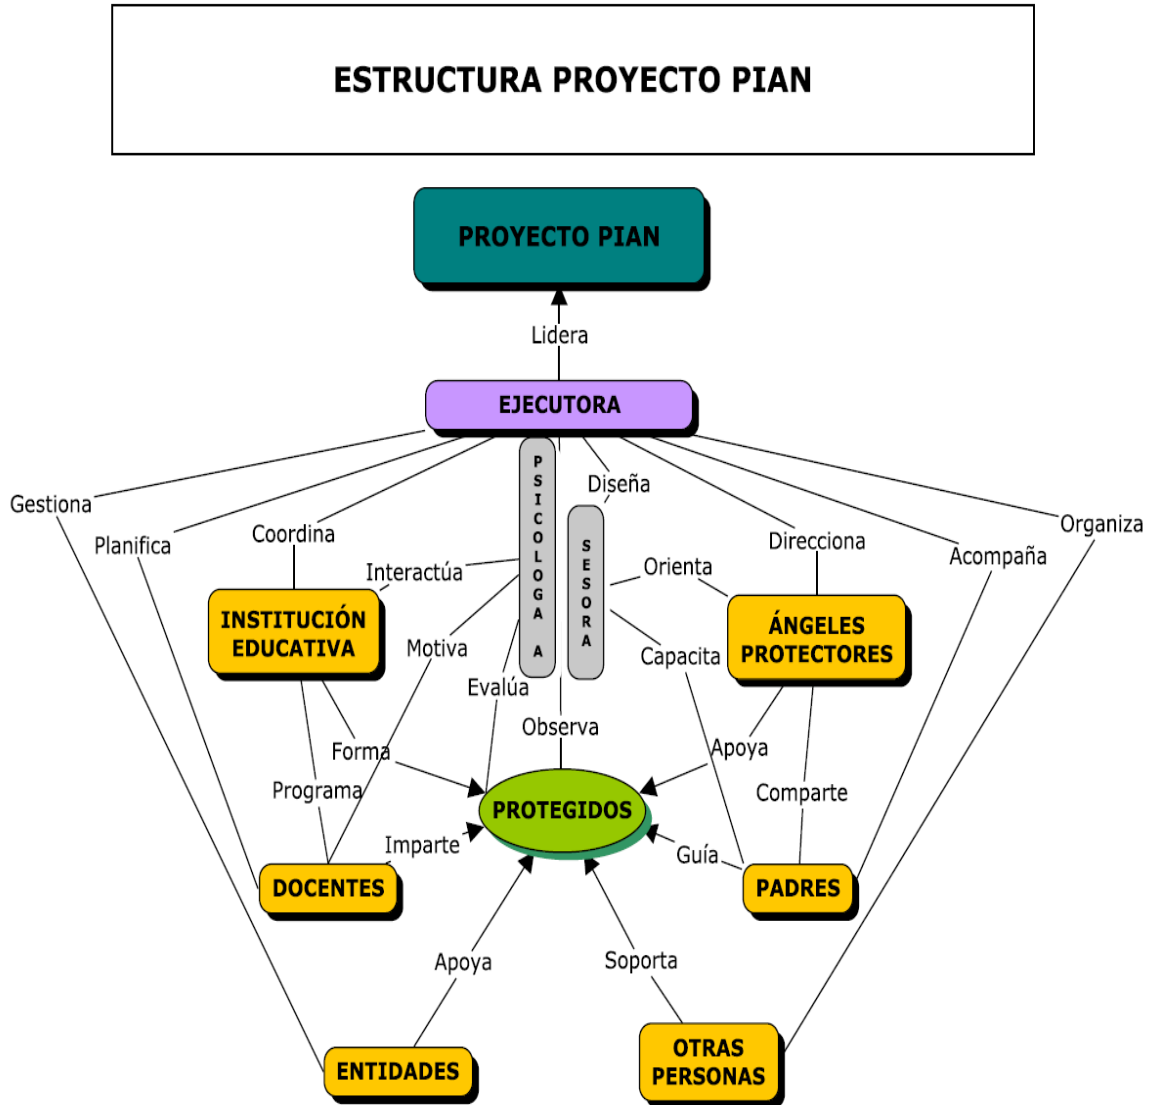 ESTRUCTURA PROYECTO PIAN
PROYECTO PIAN
Lidera
EJECUTORA
PSICOLOGA A
SESORA
Diseña
Gestiona
Planifica
Coordina
Interactúa
Orienta
Direcciona
Acompaña
Organiza
INSTITUCIÓN
EDUCATIVA
ÁNGELES
PROTECTORES
Motiva
Capacita
Evalúa
Observa
Forma
Apoya
Programa
Comparte
PROTEGIDOS
Imparte
Guía
DOCENTES
PADRES
Apoya
Soporta
ENTIDADES
OTRAS
PERSONAS